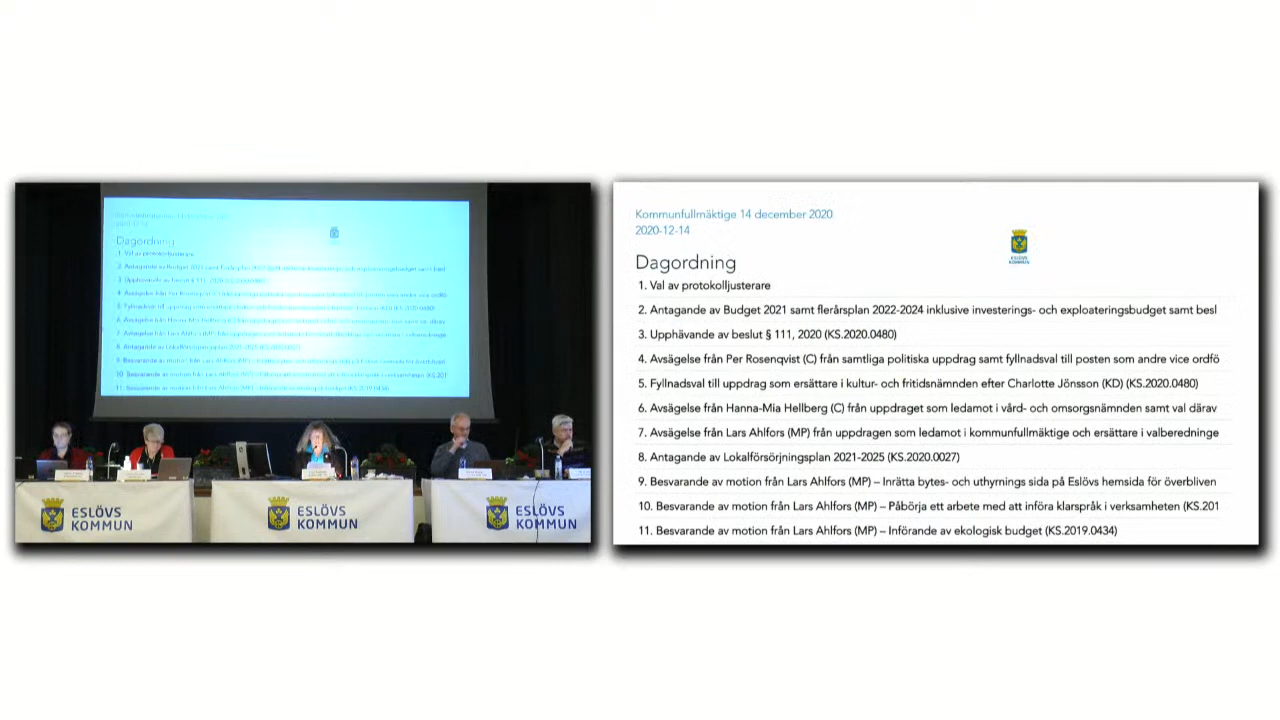 Kommunfullmäktige 14 december 2020
2020-12-14
Dagordning
1. Val av protokolljusterare
2. Antagande av Budget 2021 samt flerårsplan 2022-2024 inklusive investerings- och exploateringsbudget samt besl
3. Upphävande av beslut § 111, 2020 (KS.2020.0480)
4. Avsägelse från Per Rosenqvist (C) från samtliga politiska uppdrag samt fyllnadsval till posten som andre vice ordfö
5. Fyllnadsval till uppdrag som ersättare i kultur- och fritidsnämnden efter Charlotte Jönsson (KD) (KS.2020.0480)
6. Avsägelse från Hanna-Mia Hellberg (C) från uppdraget som ledamot i vård- och omsorgsnämnden samt val därav
7. Avsägelse från Lars Ahlfors (MP) från uppdragen som ledamot i kommunfullmäktige och ersättare i valberedninge
8. Antagande av Lokalförsörjningsplan 2021-2025 (KS.2020.0027)
9. Besvarande av motion från Lars Ahlfors (MP) – Inrätta bytes- och uthyrnings sida på Eslövs hemsida för överbliven
10. Besvarande av motion från Lars Ahlfors (MP) – Påbörja ett arbete med att införa klarspråk i verksamheten (KS.201
11. Besvarande av motion från Lars Ahlfors (MP) – Införande av ekologisk budget (KS.2019.0434)
ESLÖVS
KOMMUN
ESLÖVS
KOMMUN
ESLÖVS
KOMMUN